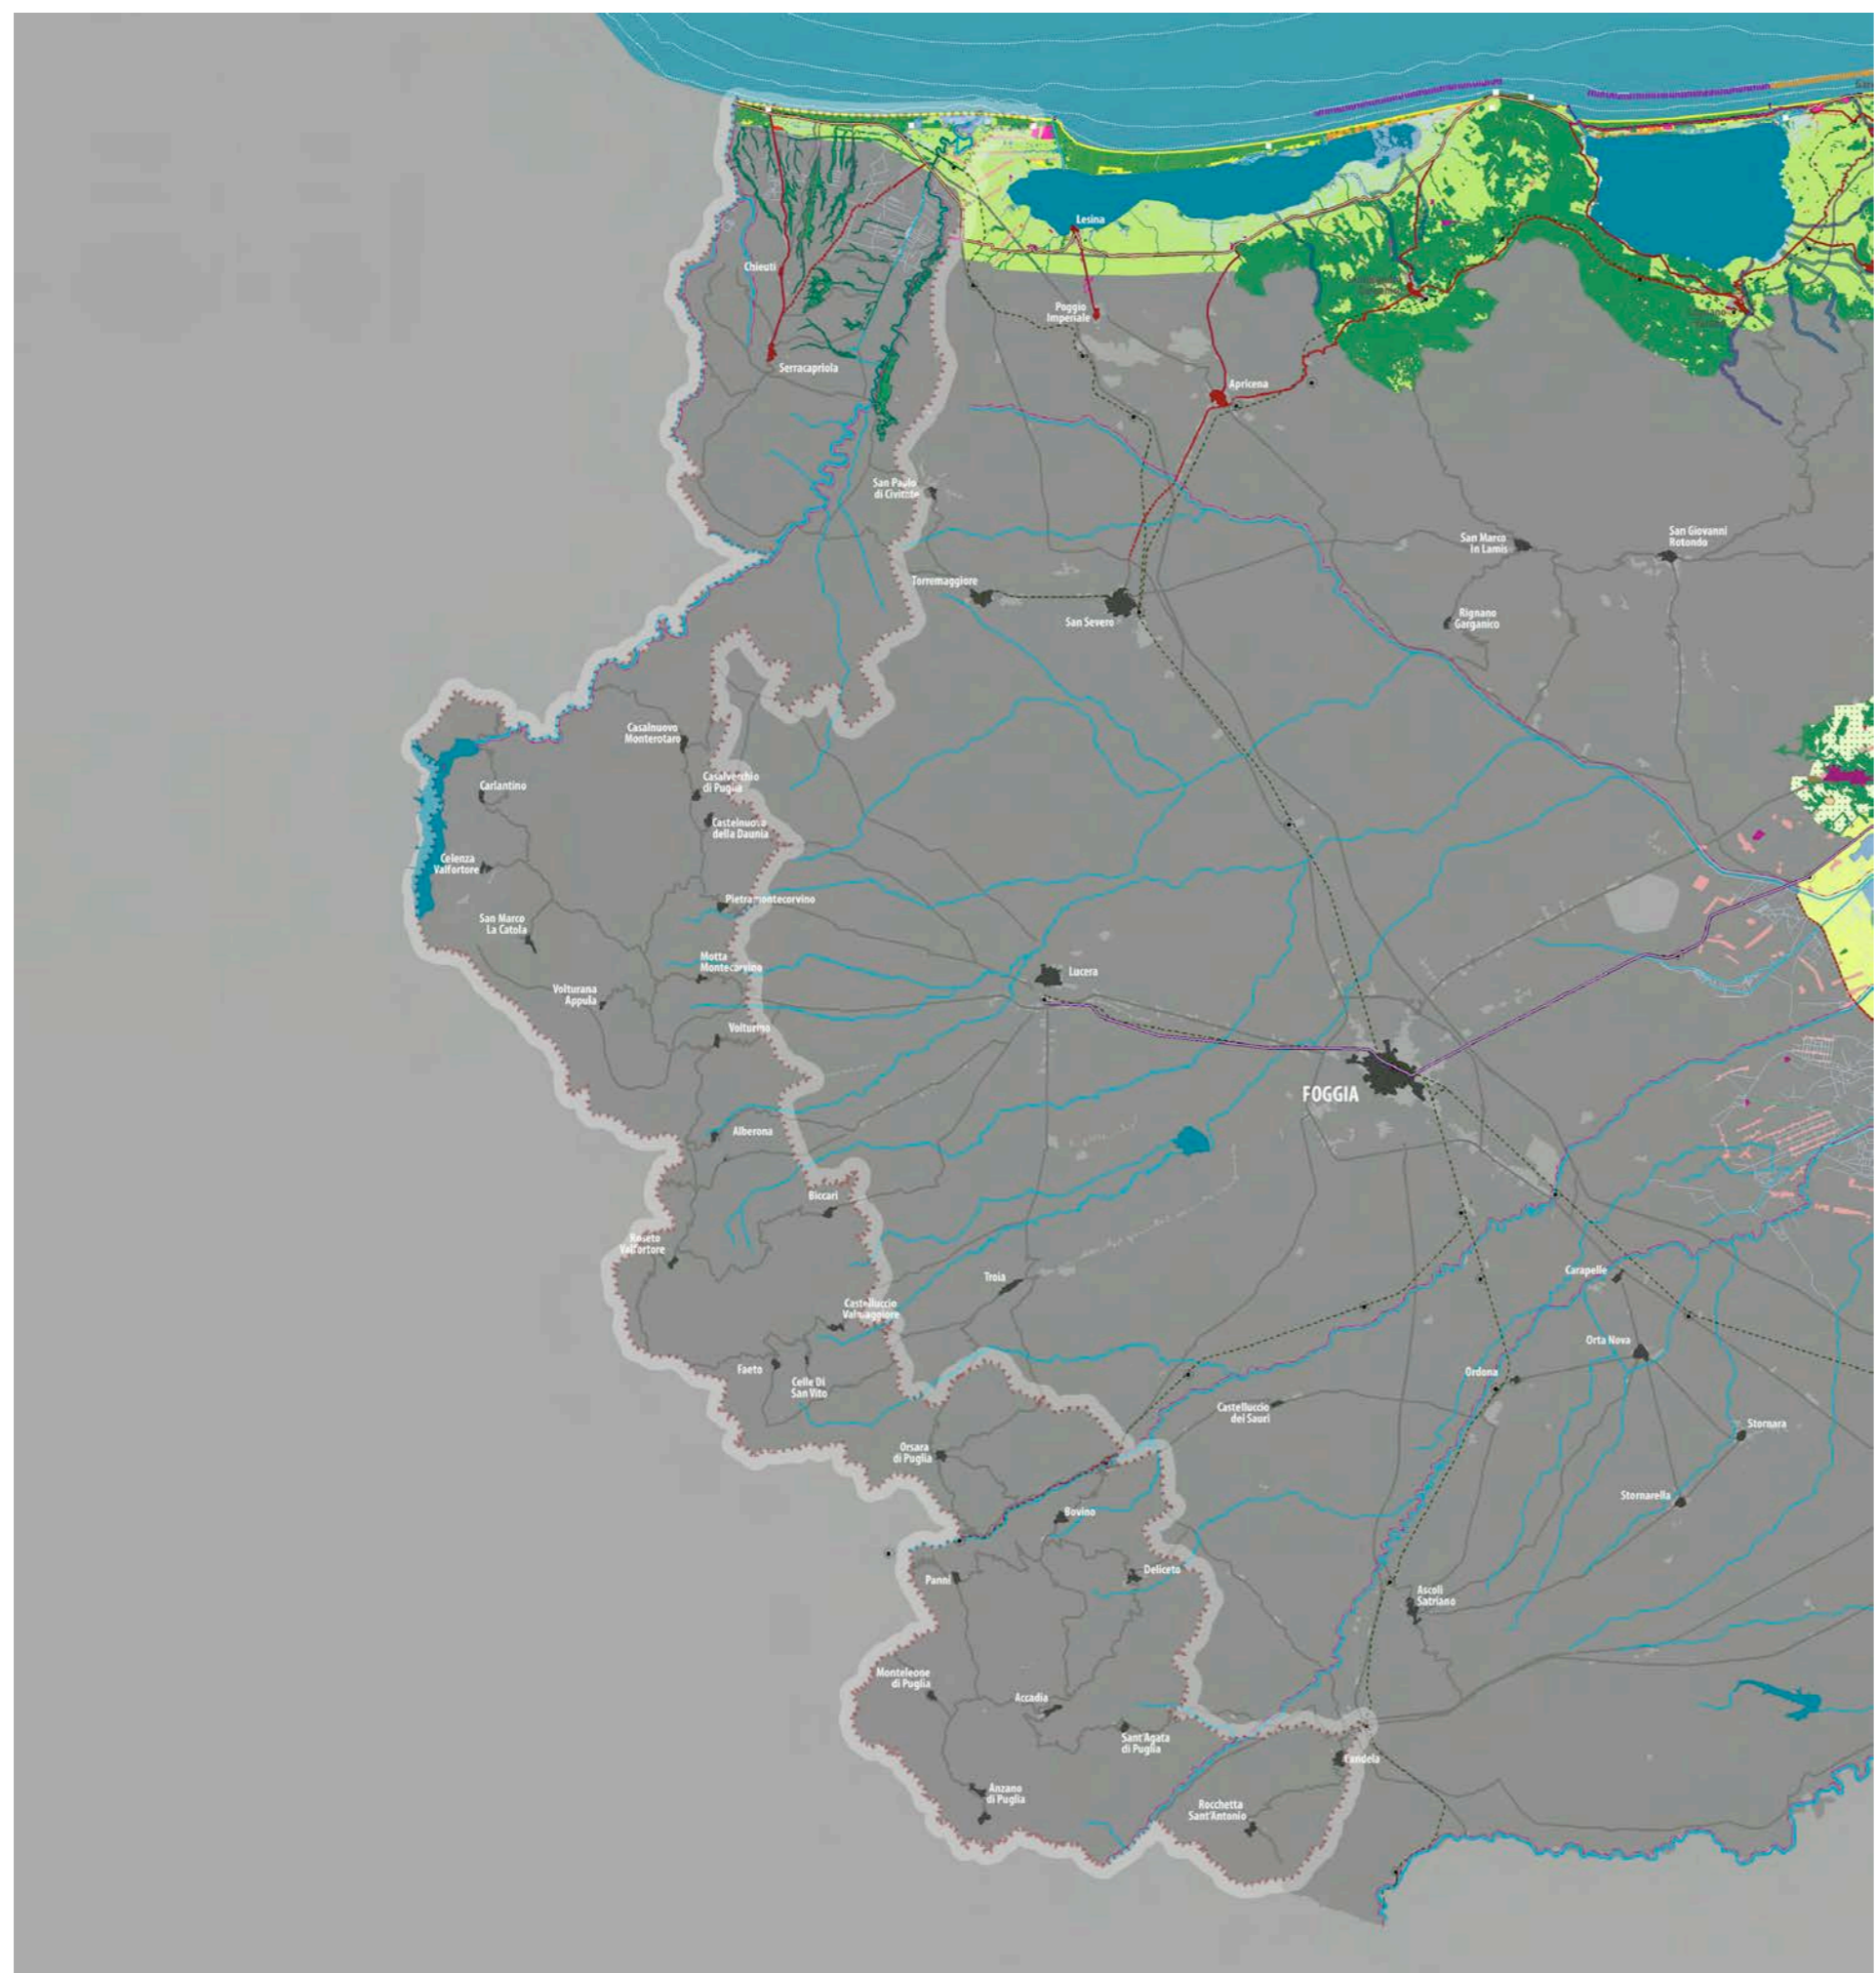 Lesina
Chieuti
Poggio
Imperiale
Serracapriola
Apricena
San Paolo
di Civitate
San Marco
In Lamis
San Giovanni
Rotondo
Torremaggiore
San Severo
Rignano
Garganico
Casalnuovo
Monterotaro
Casalvecchio
di Puglia
Carlantino
Castelnuovo
della Daunia
Celenza
Valfortore
Pietramontecorvino
San Marco
La Catola
Motta
Montecorvino
Lucera
Volturana
Appula
Volturino
FOGGIA
Alberona
Biccari
Roseto
Valfortore
Troia
Carapelle
Castelluccio
Valmaggiore
Orta Nova
Faeto
Celle Di
San Vito
Ordona
Castelluccio
dei Sauri
Stornara
Orsara
di Puglia
Stornarella
Bovino
Panni
Deliceto
Ascoli
Satriano
Monteleone
di Puglia
Accadia
Sant'Agata
di Puglia
Candela
Anzano
di Puglia
Rocchetta
Sant'Antonio